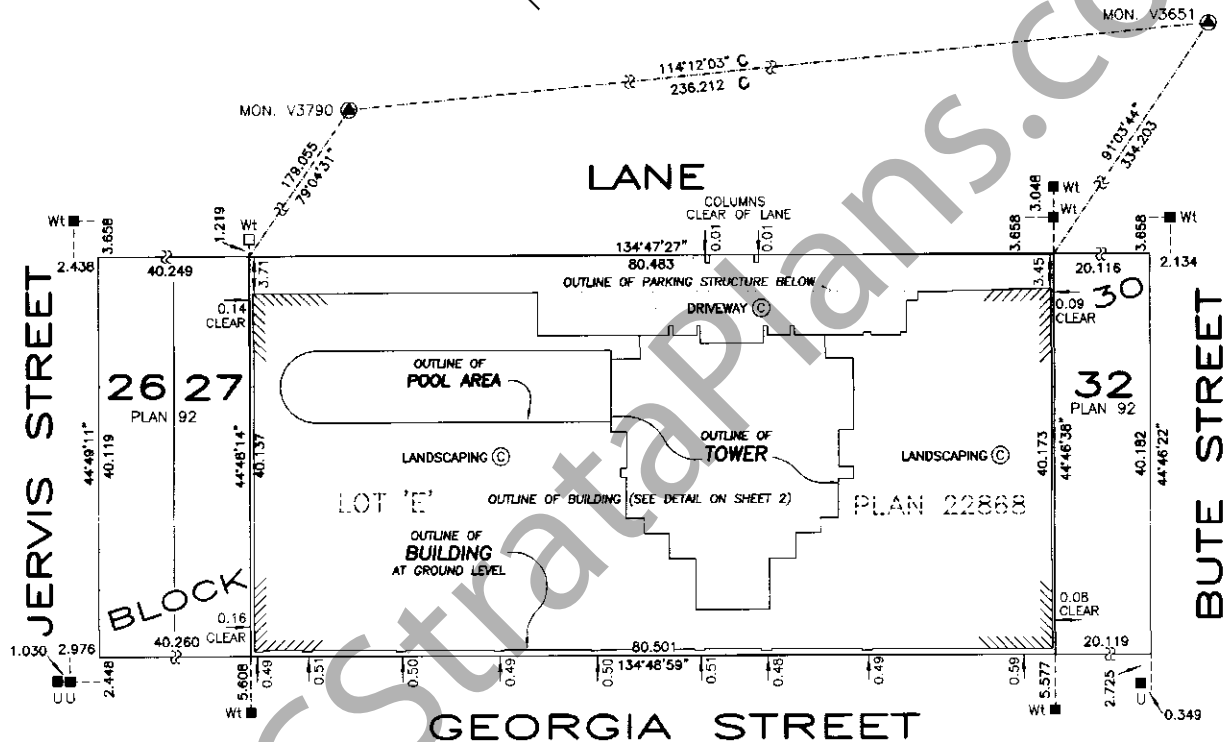 MON. V3651
114°12'03" C
236.212 C
MON. V3790
179.055
79°04'31"
91°03'44"
334.203
LANE
COLUMNS
CLEAR OF LANE
0.01
0.01
Wt
3.658
2.438
1.219
Wt
3.048
Wt
Wt
3.658
3.658
Wt
2.134
40.249
134°47'27"
80.483
20.116
3.71
3.45
OUTLINE OF PARKING STRUCTURE BELOW
DRIVEWAY C
0.14
CLEAR
0.09
CLEAR
30
JERVIS STREET
BUTE STREET
OUTLINE OF
POOL AREA
26
27
PLAN 92
32
PLAN 92
44°49'11"
40.119
44°48'14"
40.137
OUTLINE OF
TOWER
40.173
44°46'38"
40.182
44°46'22"
LANDSCAPING C
LANDSCAPING C
LOT 'E'
OUTLINE OF BUILDING (SEE DETAIL ON SHEET 2)
PLAN 22868
OUTLINE OF
BUILDING
AT GROUND LEVEL
BLOCK
0.16
CLEAR
0.08
CLEAR
40.260
80.501
134°48'59"
20.119
1.030
2.976
2.448
U U
5.608
Wt
0.49
0.51
0.50
0.49
0.50
0.51
0.48
0.49
0.59
5.577
Wt
2.725
U
0.349
GEORGIA STREET
CStrataPlans.co